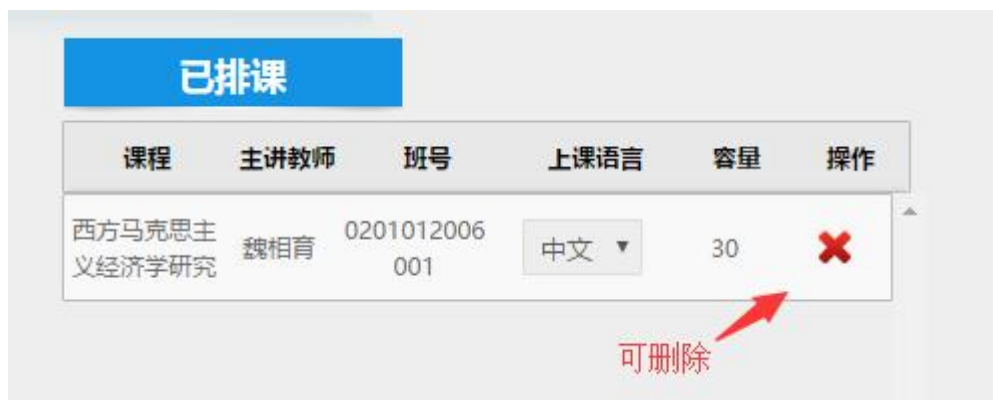 已排课
课程 主讲教师 班号 上课语言 容量 操作
西方马克思主 魏相育 0201012006 中文 30
义经济学研究 001
可删除